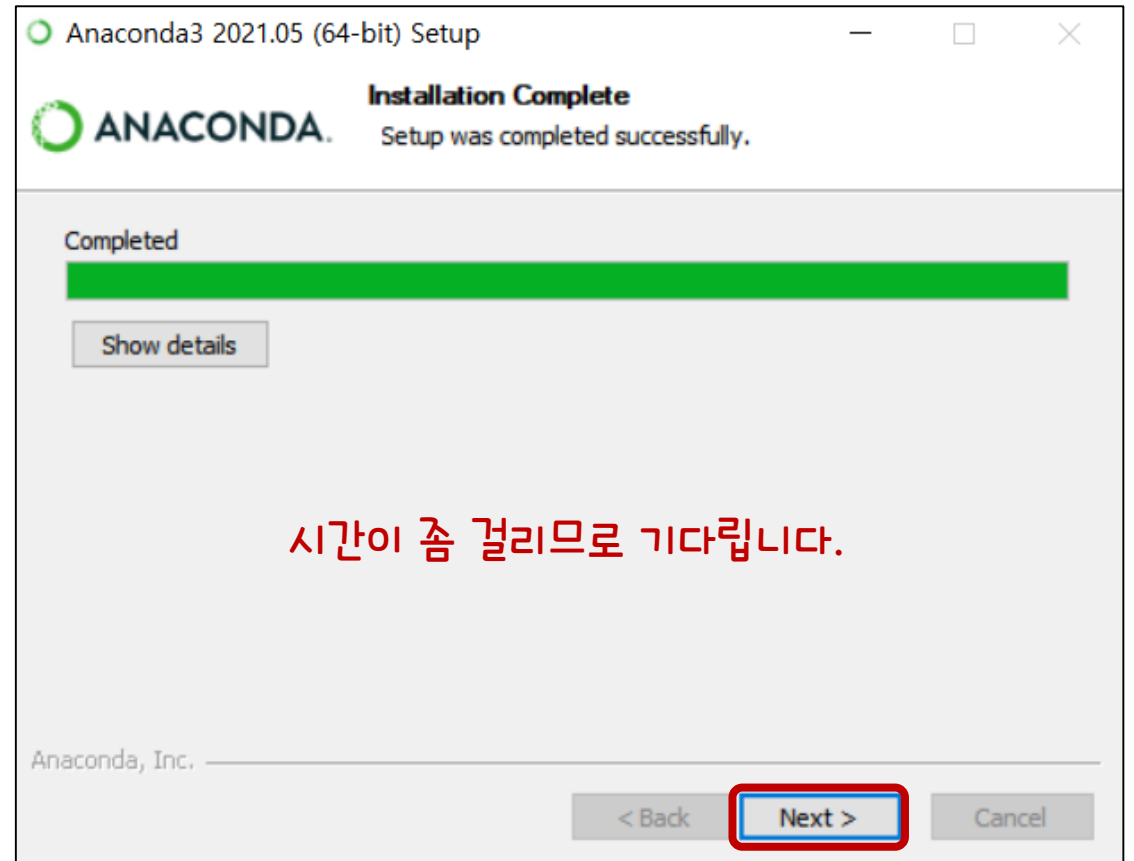 Anaconda3 2021.05 (64-bit) Setup
ANACONDA.
Installation Complete
Setup was completed successfully.
Completed
Show details
시간이 좀 걸리므로 기다립니다.
Anaconda, Inc.
< Back
Next >
Cancel